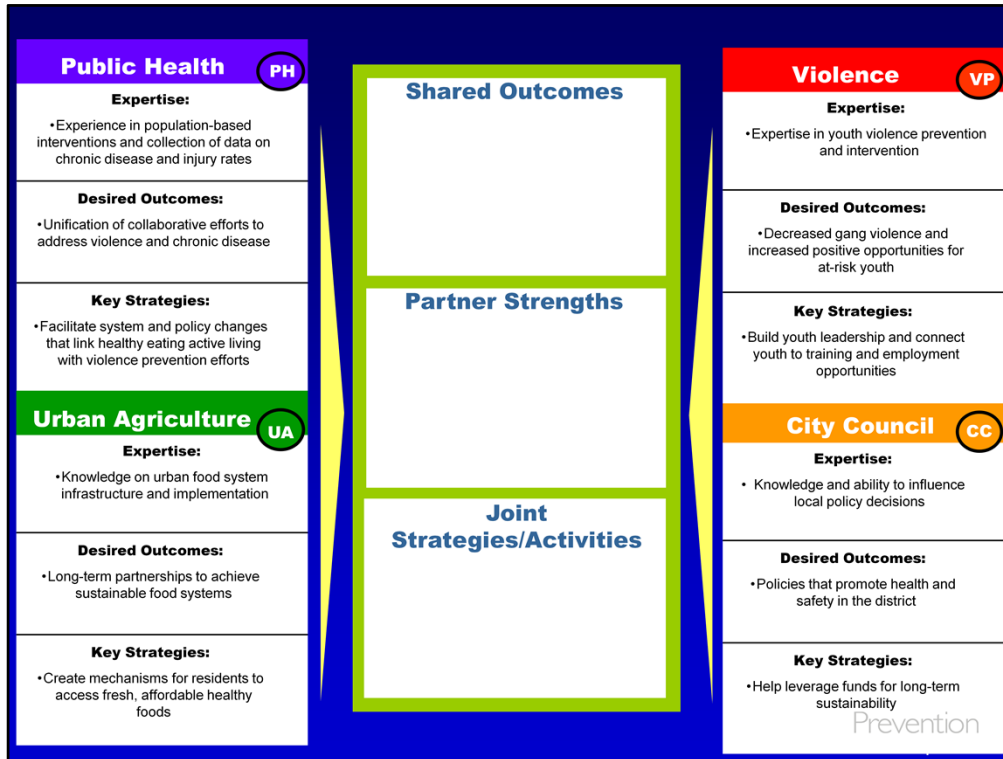 Public Health
PH
Expertise:
•Experience in population-based
interventions and collection of data on
chronic disease and injury rates
Desired Outcomes:
•Unification of collaborative efforts to
address violence and chronic disease
Key Strategies:
•Facilitate system and policy changes
that link healthy eating active living
with violence prevention efforts
Urban Agriculture
UA
Expertise:
•Knowledge on urban food system
infrastructure and implementation
Desired Outcomes:
•Long-term partnerships to achieve
sustainable food systems
Key Strategies:
•Create mechanisms for residents to
access fresh, affordable healthy
foods
Shared Outcomes
Partner Strengths
Joint
Strategies/Activities
Violence
VP
Expertise:
•Expertise in youth violence prevention
and intervention
Desired Outcomes:
•Decreased gang violence and
increased positive opportunities for
at-risk youth
Key Strategies:
•Build youth leadership and connect
youth to training and employment
opportunities
City Council
CC
Expertise:
• Knowledge and ability to influence
local policy decisions
Desired Outcomes:
•Policies that promote health and
safety in the district
Key Strategies:
•Help leverage funds for long-term
sustainability
Prevention